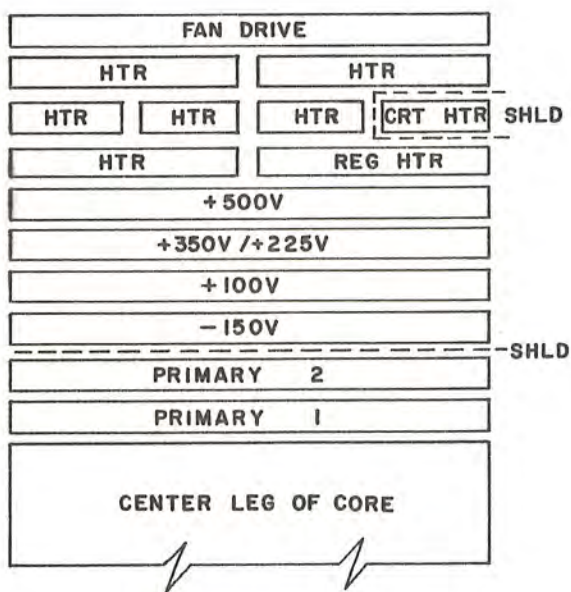 FAN DRIVE
HTR HTR
HTR HTR HTR CRT HTR SHLD
HTR REG HTR
+500V
+350V/+225V
+100V
-150V
SHLD
PRIMARY 2
PRIMARY 1
CENTER LEG OF CORE